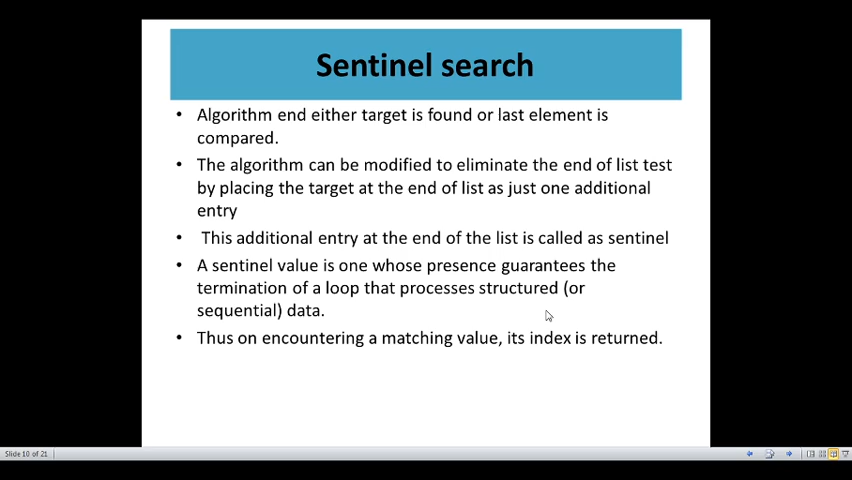 Sentinel search
• Algorithm end either target is found or last element is
compared.
• The algorithm can be modified to eliminate the end of list test
by placing the target at the end of list as just one additional
entry
• This additional entry at the end of the list is called as sentinel
• A sentinel value is one whose presence guarantees the
termination of a loop that processes structured (or
sequential) data.
• Thus on encountering a matching value, its index is returned.
Slide 10 of 21